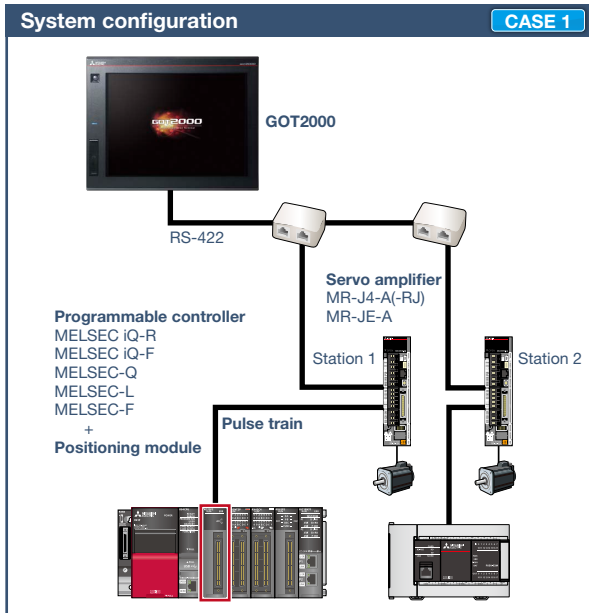 System configuration
CASE 1
GOT2000
GOT2000
RS-422
Servo amplifier
MR-J4-A(-RJ)
MR-JE-A
Programmable controller
MELSEC iQ-R
MELSEC iQ-F
MELSEC-Q
MELSEC-L
MELSEC-F
+
Positioning module
Station 1
Station 2
Pulse train